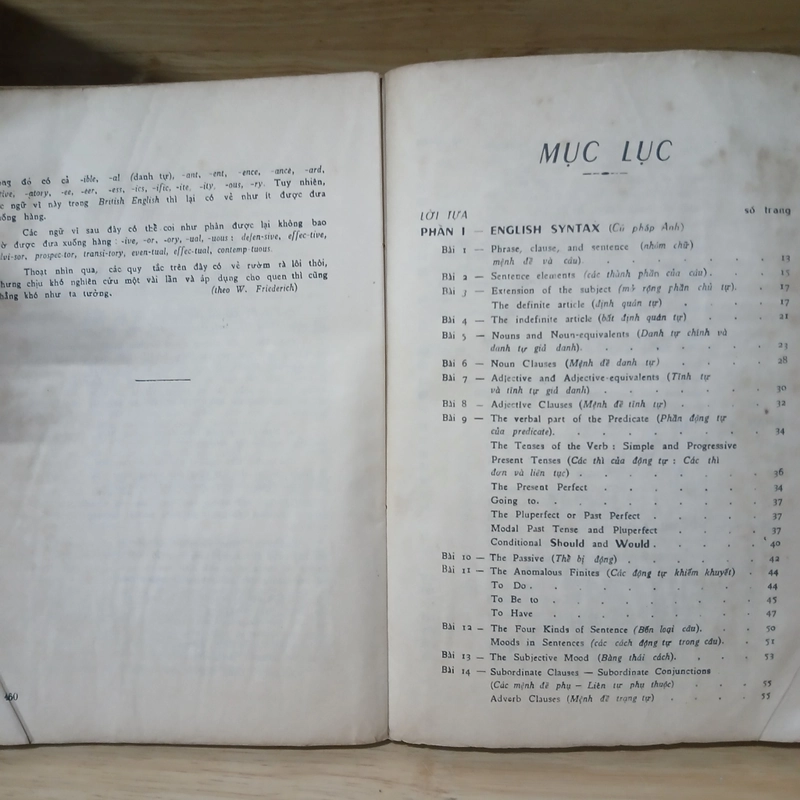 đó có cả -ible, -al (danh tự), -ant, -ent, -ence, -ance, -ard,
-atory, -ee, -eer, -ess, -ics, -ific, -ite, -ity, -ous, -ry. Tuy nhiên,
ngữ vĩ này trong British English thì lại có vẻ như ít được đưa
xuống hàng.
Các ngữ vĩ sau đây có thể coi như phân được lại không bao
giờ được đưa xuống hàng : -ive, -or, -ory, -ual, -uous : defen-sive, effec-tive,
divi-sor, prospec-tor, transi-tory, even-tual, effec-tual, contemp-tuous.
Thoạt nhìn qua, các quy tắc trên đây có vẻ rườm rà lôi thôi,
nhưng chịu khó nghiên cứu một vài lần và áp dụng cho quen thì cũng
chẳng khó như ta tưởng. (theo W. Friederich)
460
MỤC LỤC
LỜI TỰA số trang
PHẦN I — ENGLISH SYNTAX (Cú pháp Anh)
Bài 1 — Phrase, clause, and sentence (nhóm chữ)
mệnh đề và câu). 13
Bài 2 — Sentence elements (các thành phần của câu). 15
Bài 3 — Extension of the subject (mở rộng phần chủ tự). 17
The definite article (định quán tự) 17
Bài 4 — The indefinite article (bất định quán tự) 21
Bài 5 — Nouns and Noun-equivalents (Danh tự chính và
danh tự giả danh). 23
Bài 6 — Noun Clauses (Mệnh đề danh tự) 28
Bài 7 — Adjective and Adjective-equivalents (Tĩnh tự
và tĩnh tự giả danh) 30
Bài 8 — Adjective Clauses (Mệnh đề tĩnh tự) 32
Bài 9 — The verbal part of the Predicate (Phần động tự
của predicate). 34
The Tenses of the Verb : Simple and Progressive
Present Tenses (Các thì của động tự : Các thì
đơn và liên tục) 36
The Present Perfect 34
Going to. 37
The Pluperfect or Past Perfect 37
Modal Past Tense and Pluperfect 37
Conditional Should and Would. 40
Bài 10 — The Passive (Thể bị động) 42
Bài 11 — The Anomalous Finites (Các động tự khiếm khuyết) 44
To Do. 44
To Be to 45
To Have 47
Bài 12 — The Four Kinds of Sentence (Bốn loại câu). 50
Moods in Sentences (các cách động tự trong câu). 51
Bài 13 — The Subjective Mood (Bàng thái cách). 53
Bài 14 — Subordinate Clauses — Subordinate Conjunctions
(Các mệnh đề phụ — Liên từ phụ thuộc) 55
Adverb Clauses (Mệnh đề trạng tự) 55